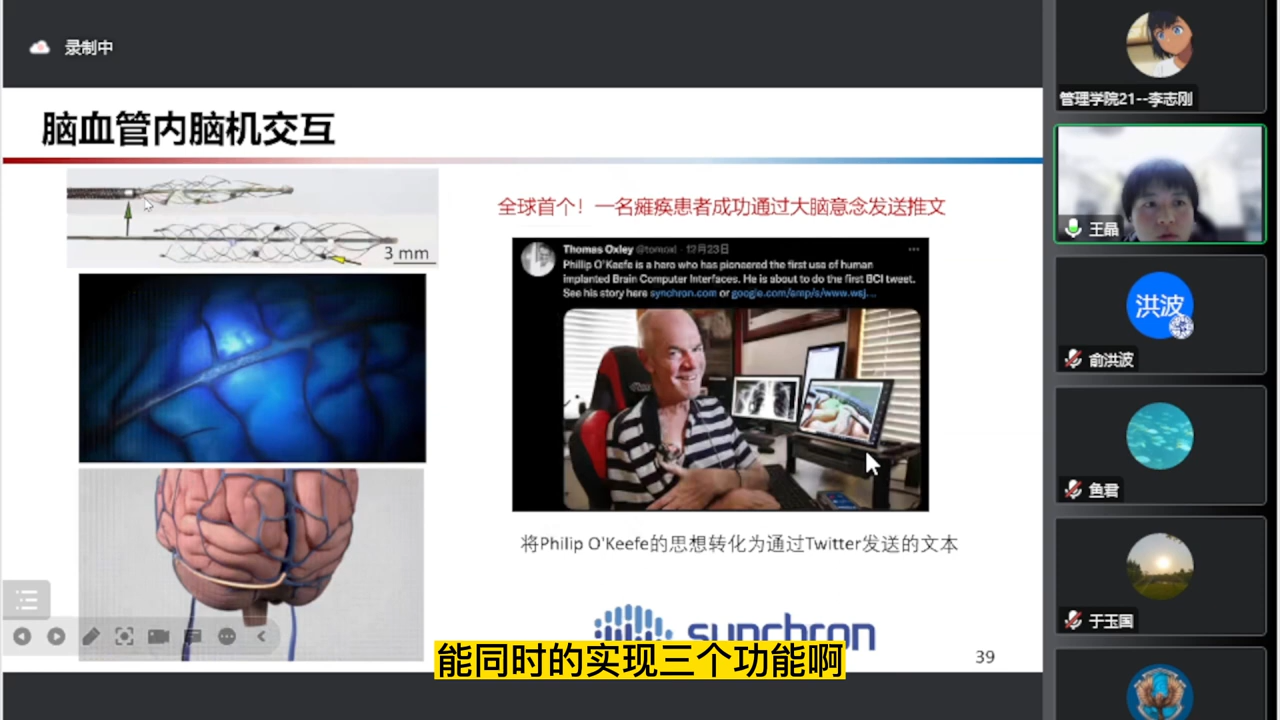 录制中
脑血管内脑机交互
3 mm
全球首个！一名瘫痪患者成功通过大脑意念发送推文
Thomas Oxley @tomoxl · 12月23日
Phillip O'Keefe is a hero who has pioneered the first use of human
implanted Brain Computer Interfaces. He is about to do the first BCI tweet.
See his story here synchron.com or google.com/amp/s/www.wsj...
将Philip O'Keefe的思想转化为通过Twitter发送的文本
synchron
39
能同时的实现三个功能啊
管理学院21--李志刚
王晶
洪波
俞洪波
鱼君
于玉国